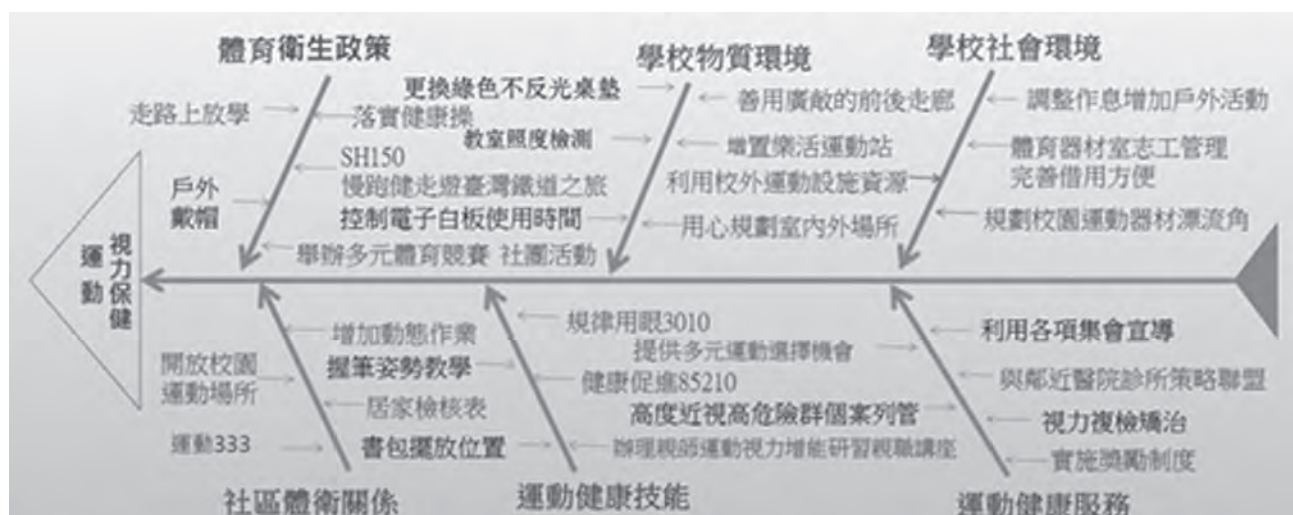 體育衛生政策
學校物質環境
學校社會環境
更換綠色不反光桌墊
善用廣敞的前後走廊
調整作息增加戶外活動
走路上放學
落實健康操
教室照度檢測
增置樂活運動站
體育器材室志工管理
完善借用方便
SH150
慢跑健走遊臺灣鐵道之旅
利用校外運動設施資源
戶外
戴帽
控制電子白板使用時間
用心規劃室內外場所
規劃校園運動器材漂流角
舉辦多元體育競賽 社團活動
視力保健
運動
增加動態作業
規律用眼3010
利用各項集會宣導
提供多元運動選擇機會
開放校園
運動場所
握筆姿勢教學
健康促進85210
與鄰近醫院診所策略聯盟
居家檢核表
高度近視高危險群個案列管
視力複檢矯治
運動333
書包擺放位置
辦理親師運動視力增能研習親職講座
實施獎勵制度
社區體衛關係
運動健康技能
運動健康服務